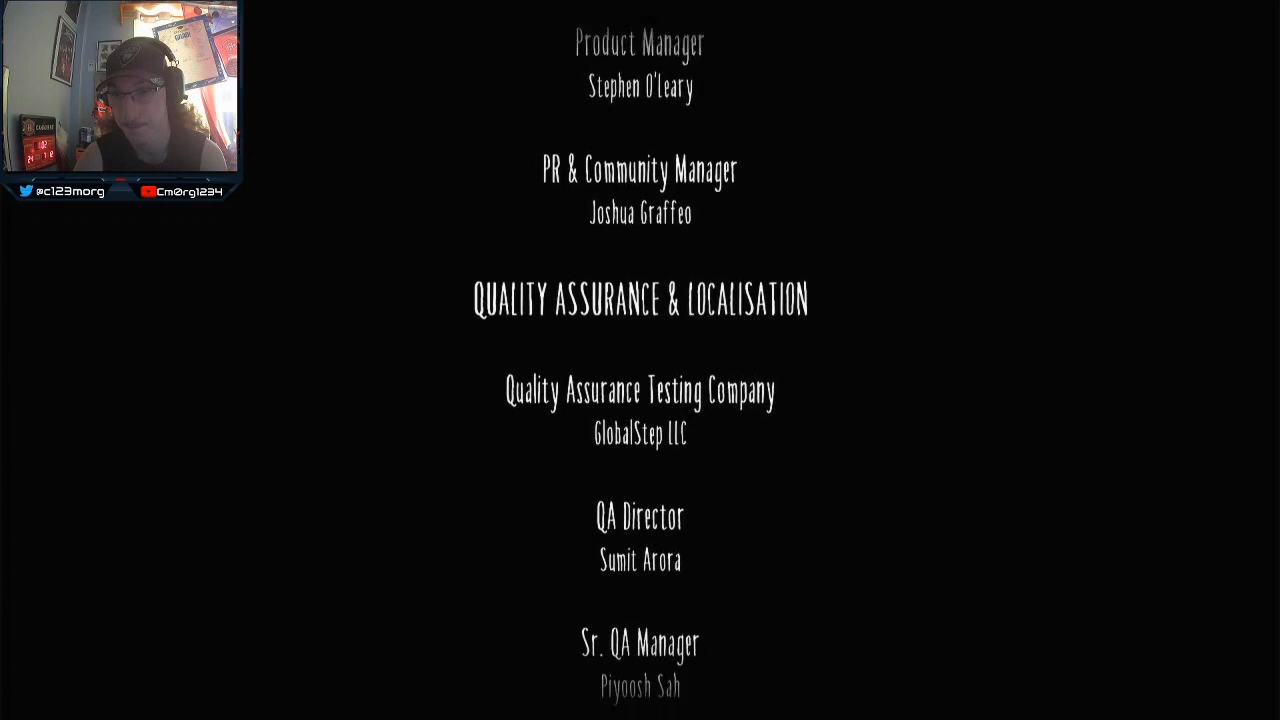 Product Manager
Stephen O'Leary
PR & Community Manager
Joshua Graffeo
QUALITY ASSURANCE & LOCALISATION
Quality Assurance Testing Company
GlobalStep LLC
QA Director
Sumit Arora
Sr. QA Manager
Piyoosh Sah
@c123morg
Cm0rg1234